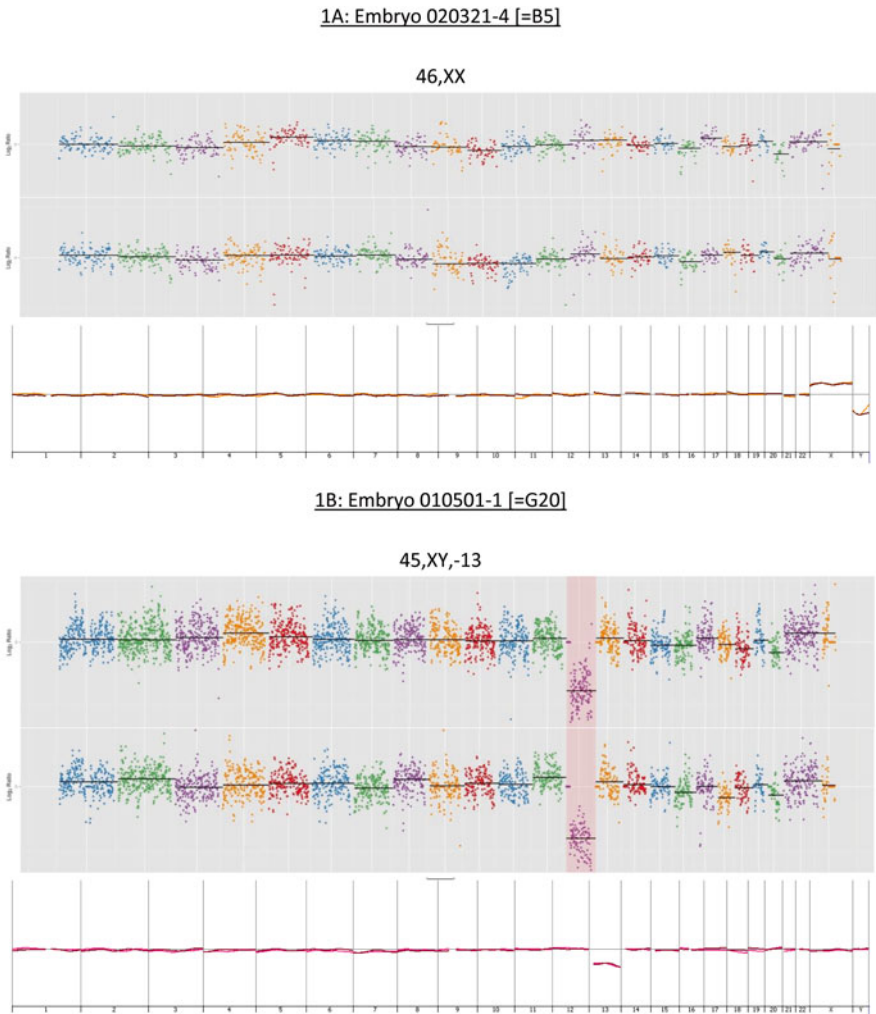 1A: Embryo 020321-4 [=B5]
46,XX
Log₂ Ratio
Log₂ Ratio
1 2 3 4 5 6 7 8 9 10 11 12 13 14 15 16 17 18 19 20 21 22 X Y
1B: Embryo 010501-1 [=G20]
45,XY,-13
Log₂ Ratio
Log₂ Ratio
1 2 3 4 5 6 7 8 9 10 11 12 13 14 15 16 17 18 19 20 21 22 X Y